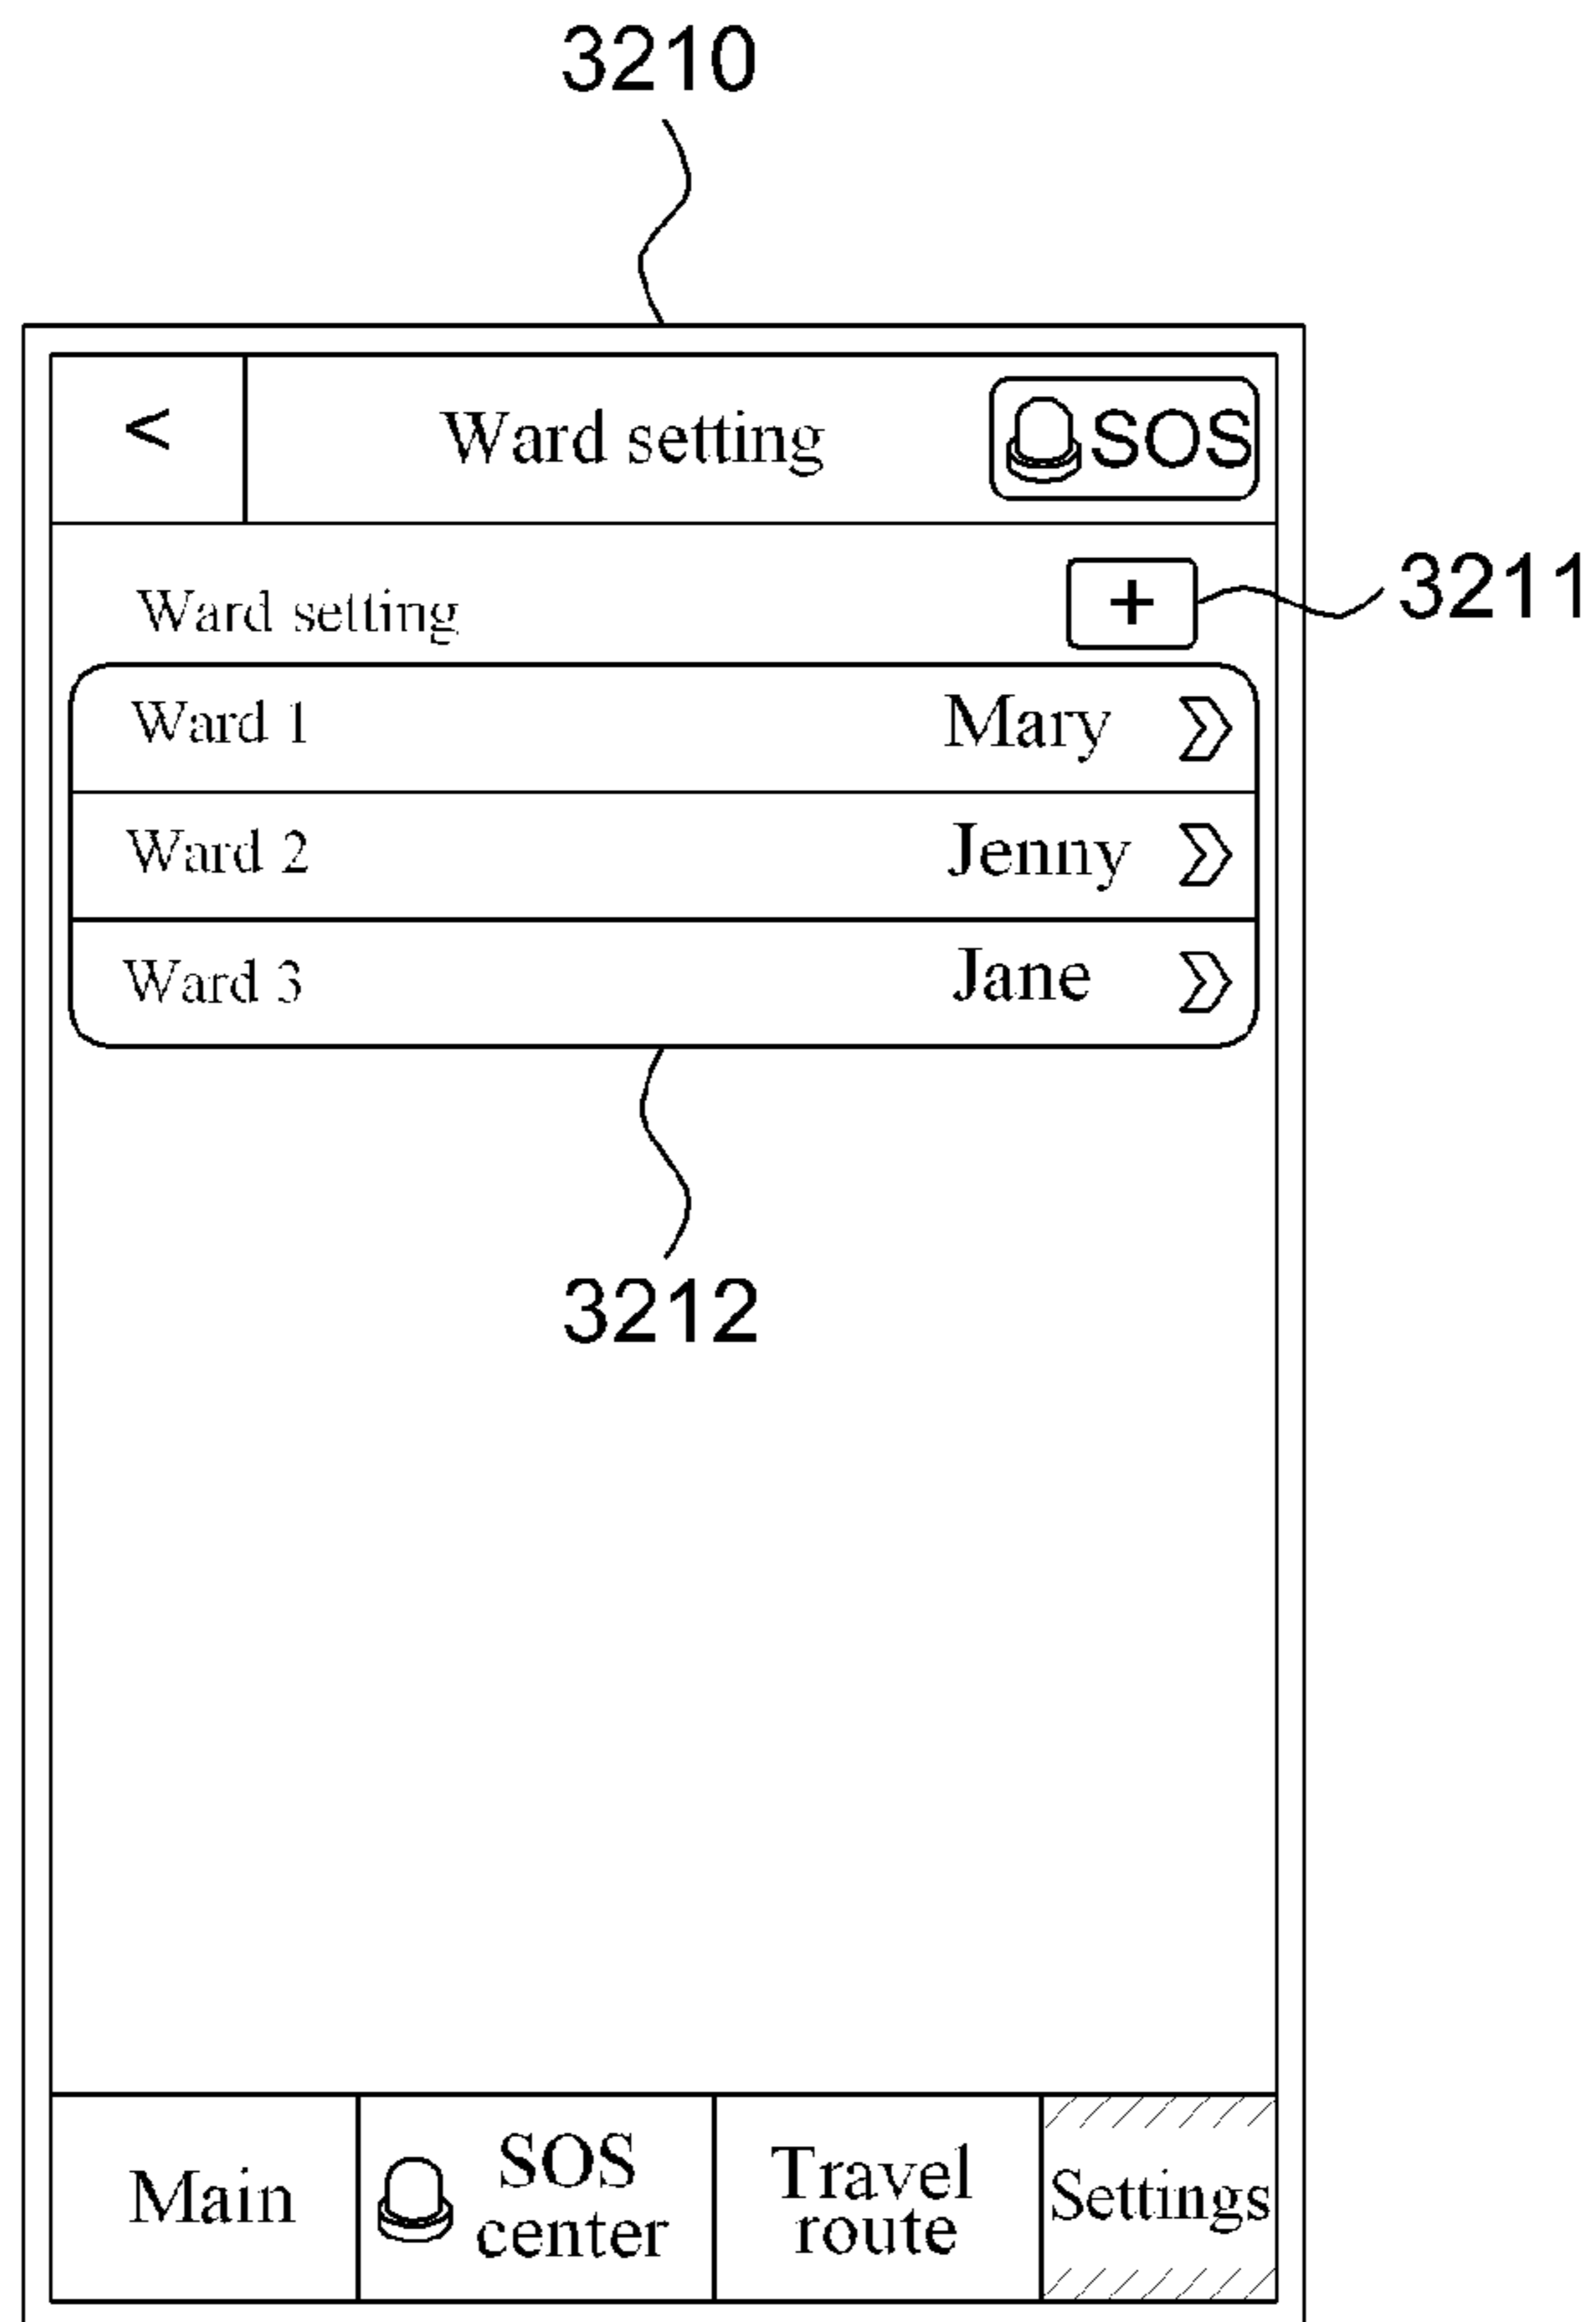 3210
< Ward setting SOS
Ward setting + 3211
Ward 1 Mary
Ward 2 Jenny
Ward 3 Jane
3212
Main
SOS
center
Travel
route
Settings